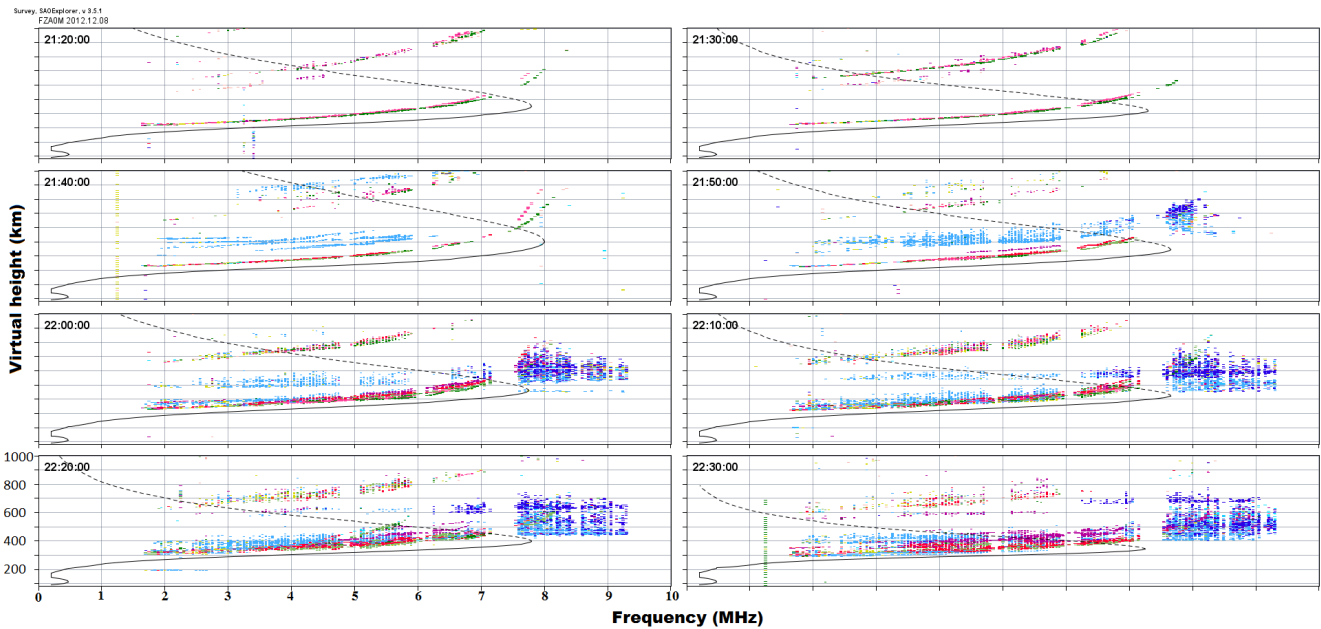 Survey, SAOExplorer, v 3.5.1
FZA0M 2012.12.08
21:20:00
21:30:00
21:40:00
21:50:00
Virtual height (km)
22:00:00
22:10:00
22:20:00
22:30:00
1000
800
600
400
200
0 1 2 3 4 5 6 7 8 9 10
Frequency (MHz)